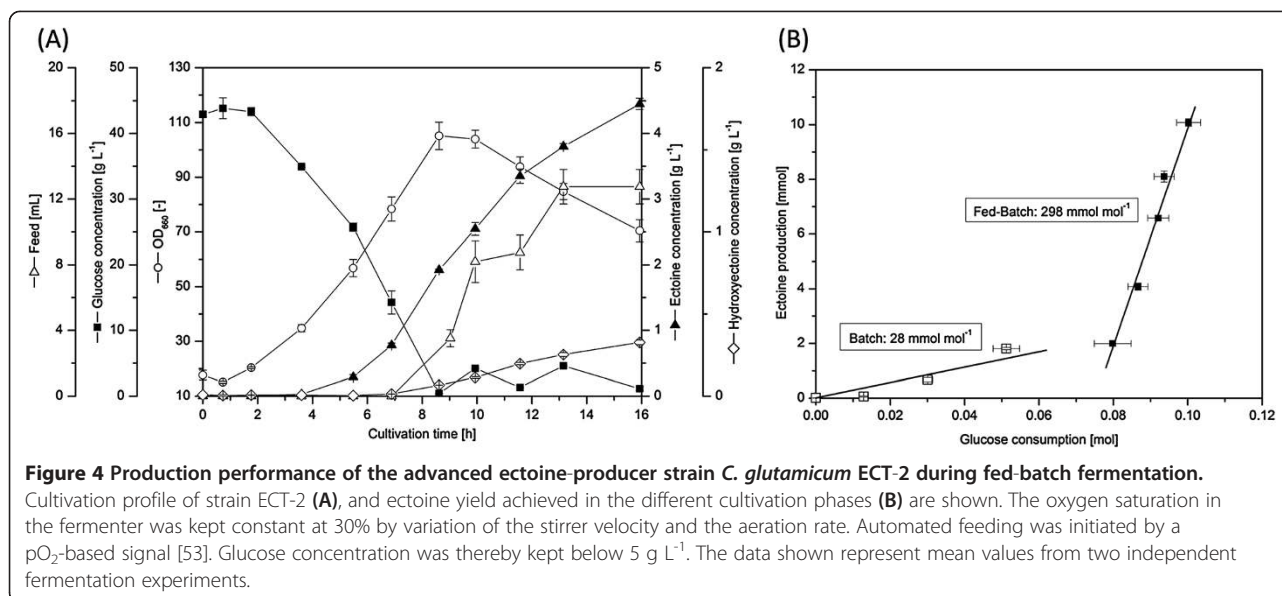 (A)
20
16
12
8
4
0
Feed [mL]
50
40
30
20
10
0
Glucose concentration [g L⁻¹]
130
110
90
70
50
30
10
OD₆₆₀ [-]
0 2 4 6 8 10 12 14 16
Cultivation time [h]
5
4
3
2
1
0
Ectoine concentration [g L⁻¹]
2
1
0
Hydroxyectoine concentration [g L⁻¹]
(B)
12
10
8
6
4
2
0
Ectoine production [mmol]
Fed-Batch: 298 mmol mol⁻¹
Batch: 28 mmol mol⁻¹
0.00 0.02 0.04 0.06 0.08 0.10 0.12
Glucose consumption [mol]
Figure 4 Production performance of the advanced ectoine-producer strain C. glutamicum ECT-2 during fed-batch fermentation.
Cultivation profile of strain ECT-2 (A), and ectoine yield achieved in the different cultivation phases (B) are shown. The oxygen saturation in
the fermenter was kept constant at 30% by variation of the stirrer velocity and the aeration rate. Automated feeding was initiated by a
pO₂-based signal [53]. Glucose concentration was thereby kept below 5 g L⁻¹. The data shown represent mean values from two independent
fermentation experiments.